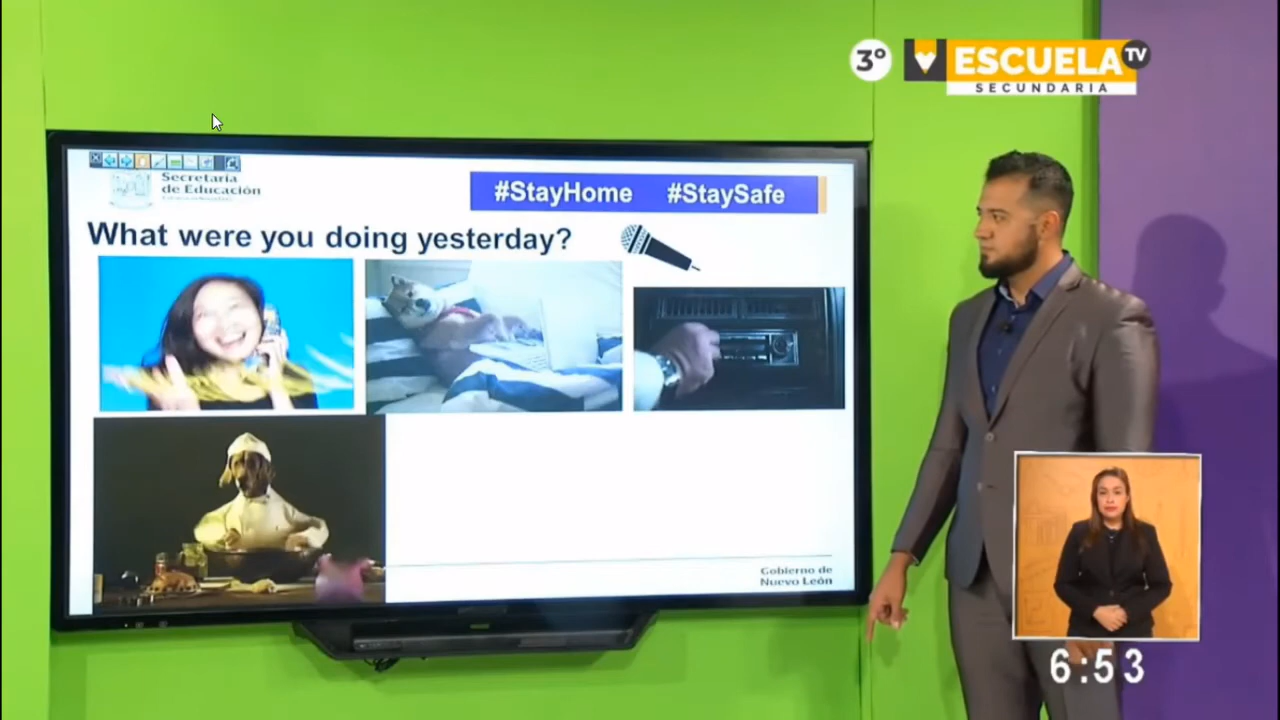 3º
ESCUELA TV
SECUNDARIA
Secretaría
de Educación
#StayHome #StaySafe
What were you doing yesterday?
Gobierno de
Nuevo León
6:53